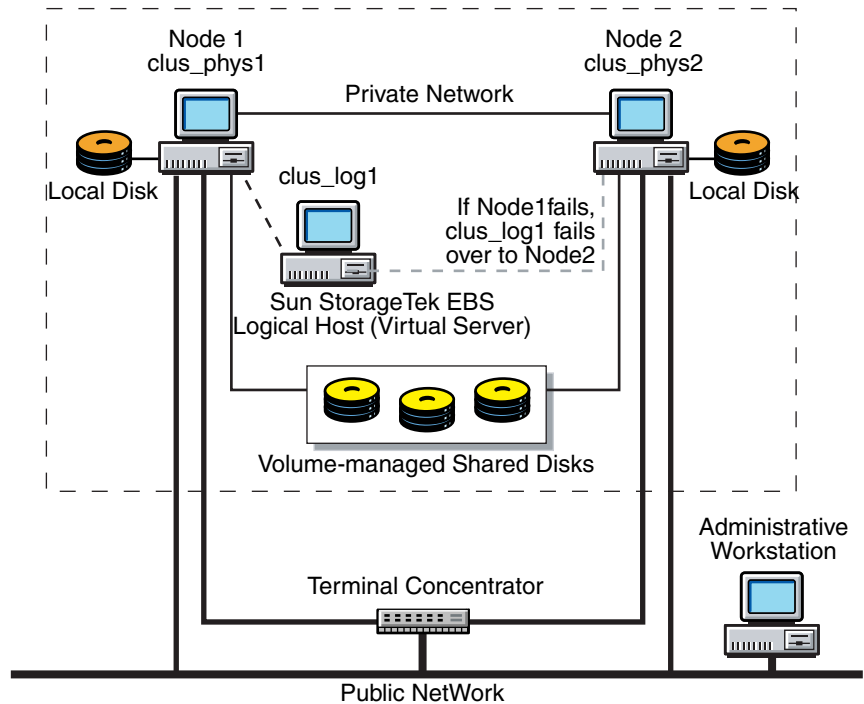 Node 1
clus_phys1
Node 2
clus_phys2
Private Network
Local Disk
Local Disk
clus_log1
If Node1fails,
clus_log1 fails
over to Node2
Sun StorageTek EBS
Logical Host (Virtual Server)
Volume-managed Shared Disks
Administrative
Workstation
Terminal Concentrator
Public NetWork